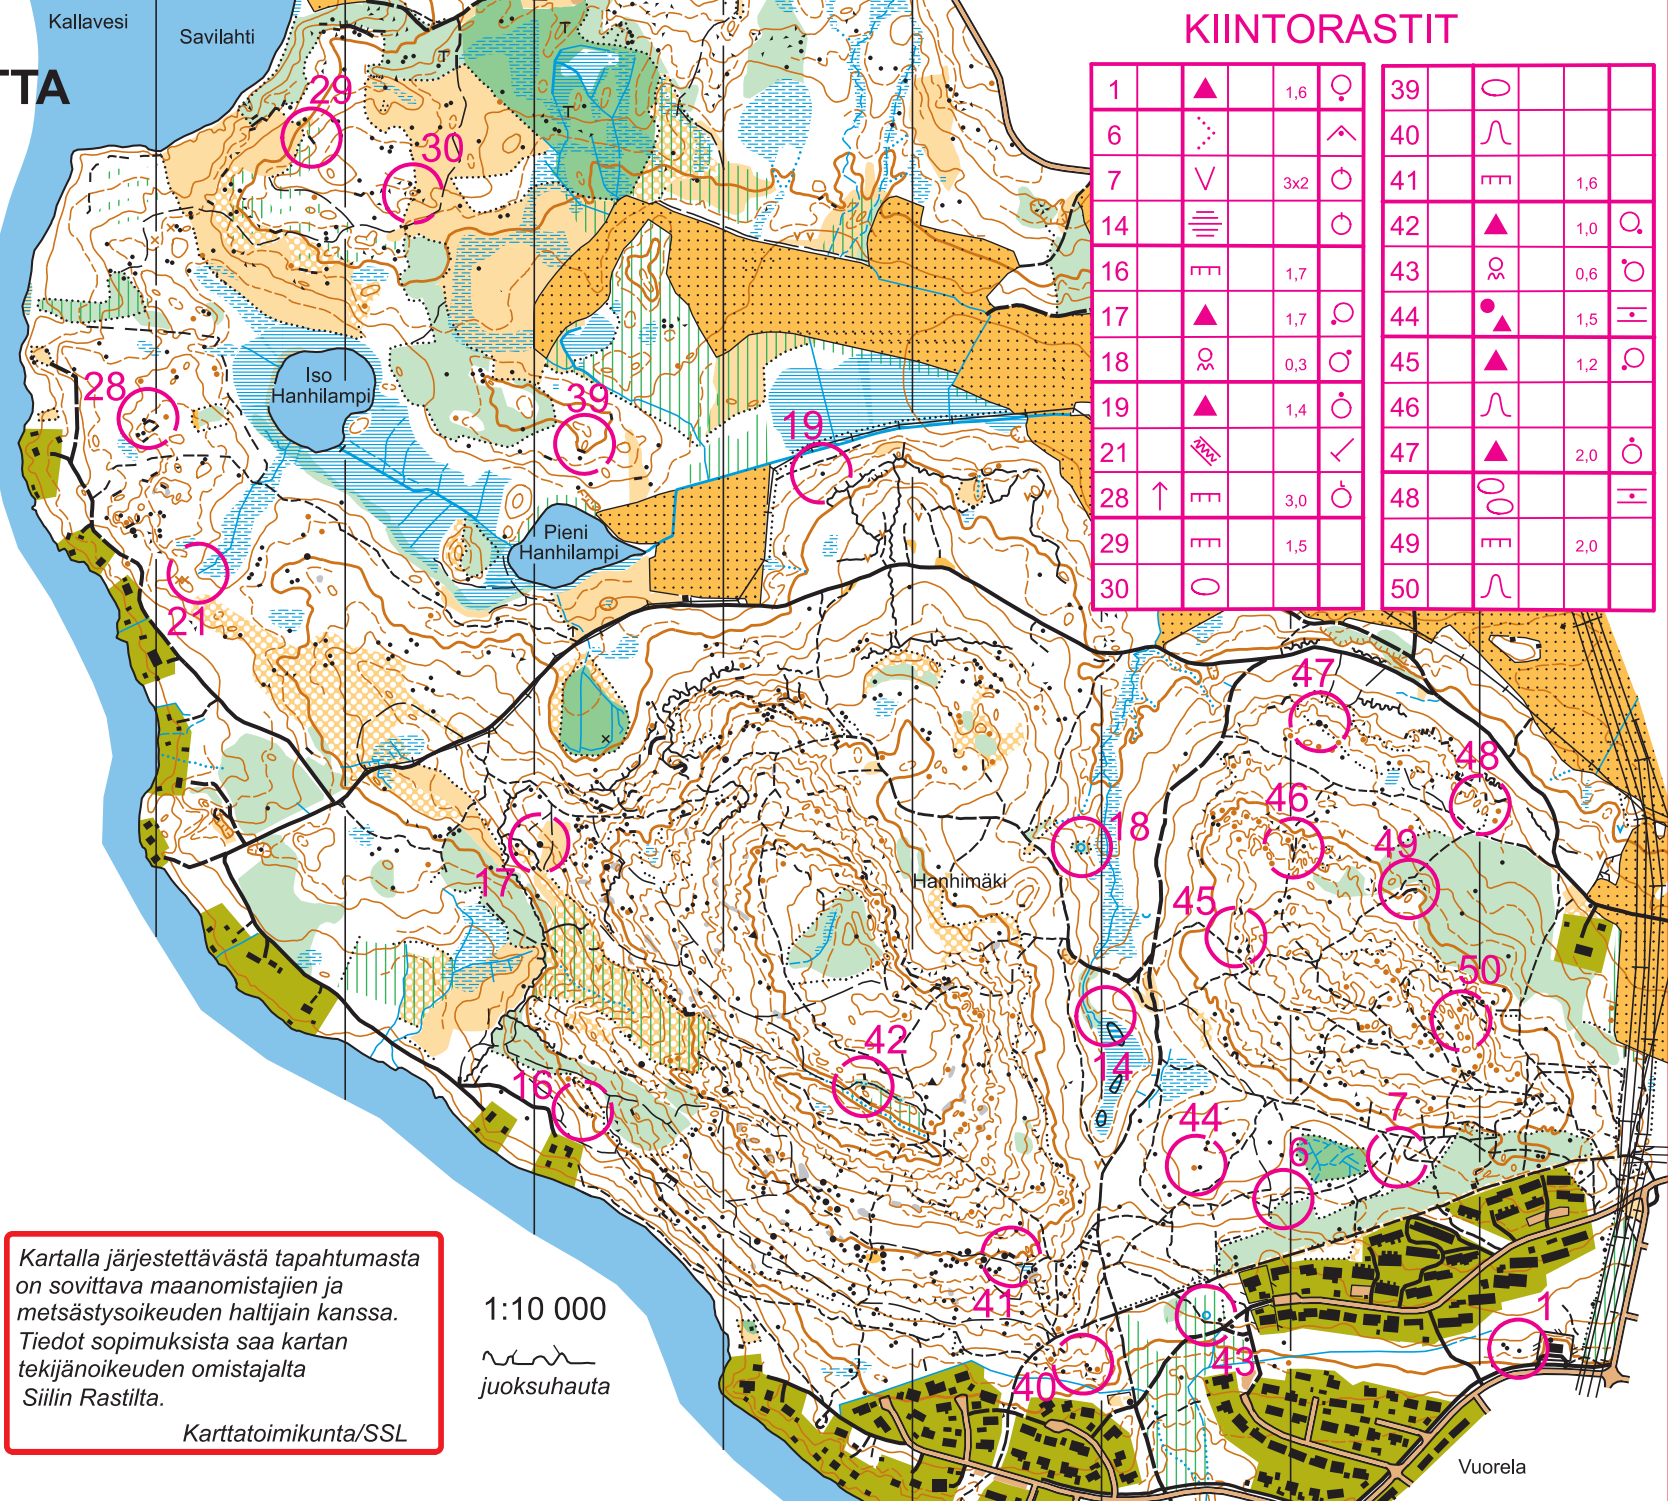 Kallavesi
Savilahti
TTA
KIINTORASTIT
1 1,6
6
7 3x2
14
16 1,7
17 1,7
18 0,3
19 1,4
21
28 3,0
29 1,5
30
39
40
41 1,6
42 1,0
43 0,6
44 1,5
45 1,2
46
47 2,0
48
49 2,0
50
29
30
28
Iso
Hanhilampi
39
19
Pieni
Hanhilampi
21
47
48
46
18
49
17
Hanhimäki
45
50
42
14
16
44
7
6
41
1
43
40
Kartalla järjestettävästä tapahtumasta
on sovittava maanomistajien ja
metsästysoikeuden haltijain kanssa.
Tiedot sopimuksista saa kartan
tekijänoikeuden omistajalta
Siilin Rastilta.
Karttatoimikunta/SSL
1:10 000
juoksuhauta
Vuorela